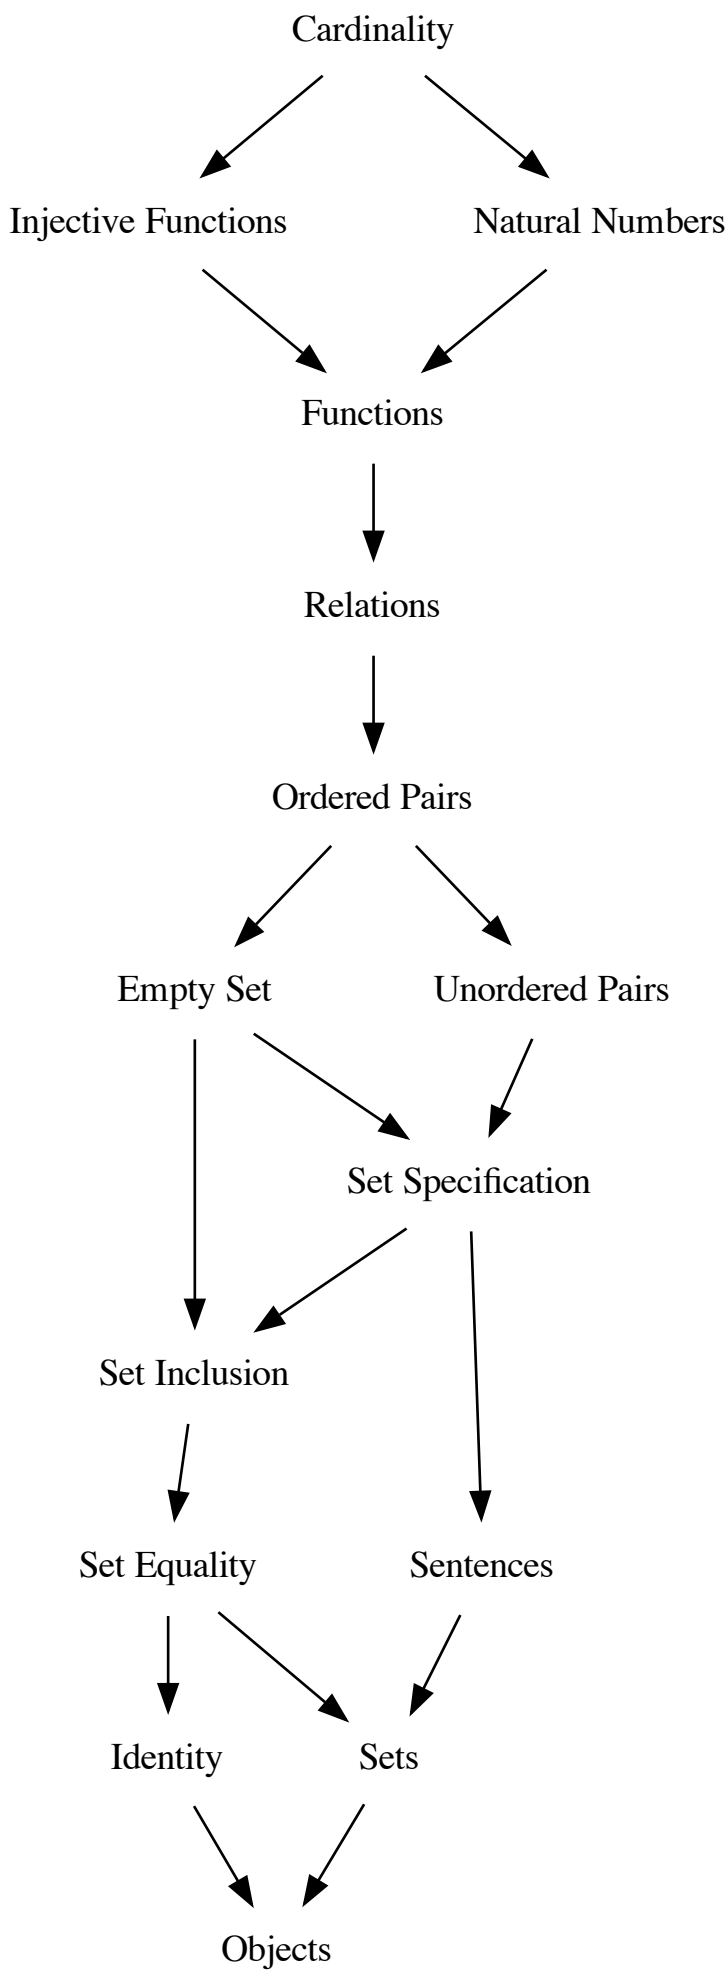 Cardinality
Injective Functions
Natural Numbers
Functions
Relations
Ordered Pairs
Empty Set
Unordered Pairs
Set Specification
Set Inclusion
Set Equality
Sentences
Identity
Sets
Objects